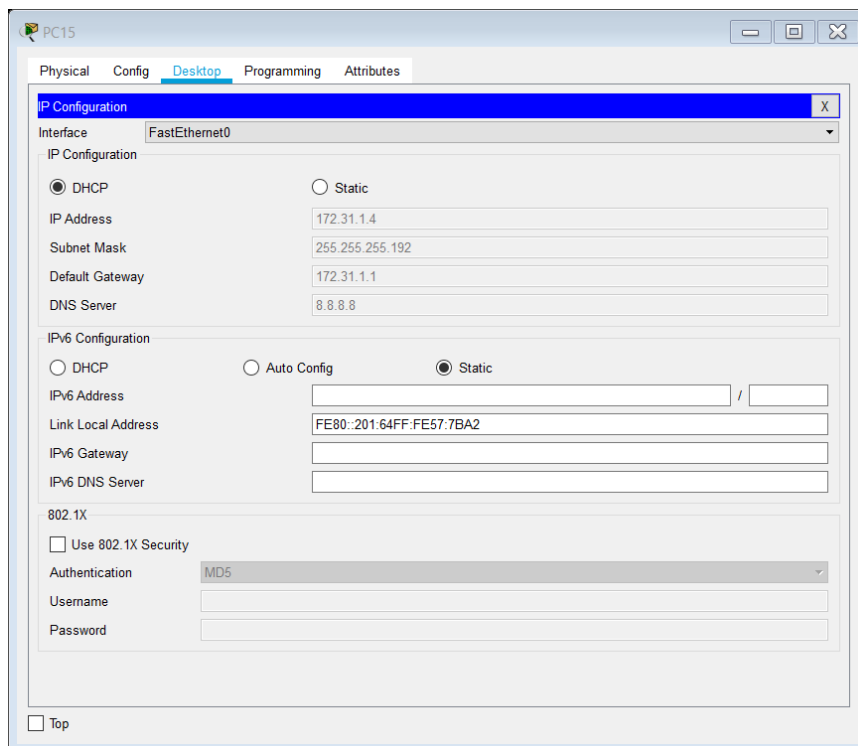 PC15
Physical Config Desktop Programming Attributes
IP Configuration X
Interface FastEthernet0
IP Configuration
DHCP Static
IP Address 172.31.1.4
Subnet Mask 255.255.255.192
Default Gateway 172.31.1.1
DNS Server 8.8.8.8
IPv6 Configuration
DHCP Auto Config Static
IPv6 Address /
Link Local Address FE80::201:64FF:FE57:7BA2
IPv6 Gateway
IPv6 DNS Server
802.1X
Use 802.1X Security
Authentication MD5
Username
Password
Top